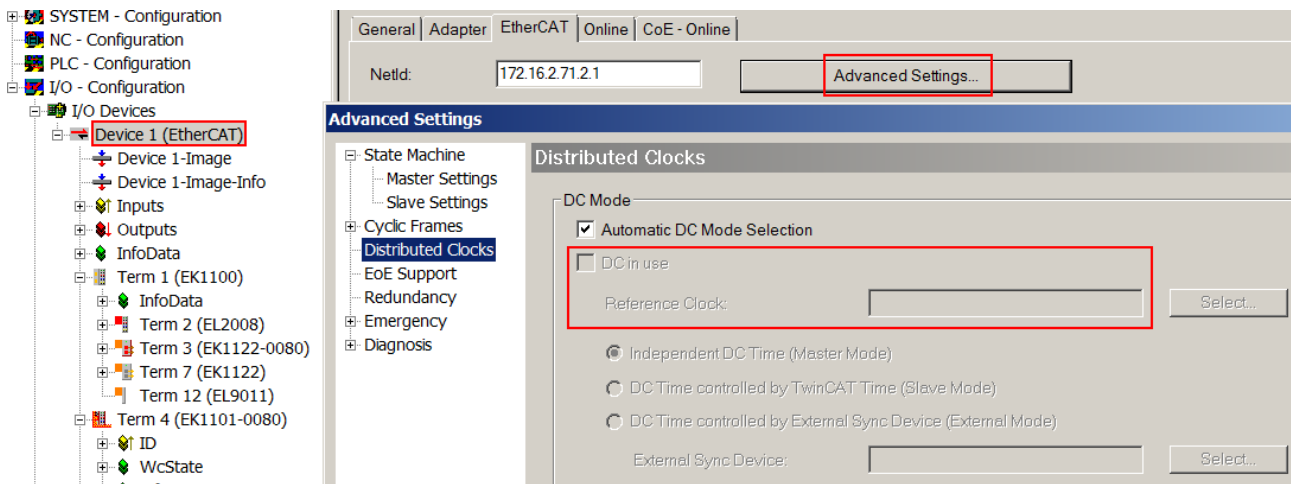 SYSTEM - Configuration
NC - Configuration
PLC - Configuration
I/O - Configuration
I/O Devices
Device 1 (EtherCAT)
Device 1-Image
Device 1-Image-Info
Inputs
Outputs
InfoData
Term 1 (EK1100)
InfoData
Term 2 (EL2008)
Term 3 (EK1122-0080)
Term 7 (EK1122)
Term 12 (EL9011)
Term 4 (EK1101-0080)
ID
WcState
General Adapter EtherCAT Online CoE - Online
NetId: 172.16.2.71.2.1 Advanced Settings...
Advanced Settings
State Machine
Master Settings
Slave Settings
Cyclic Frames
Distributed Clocks
EoE Support
Redundancy
Emergency
Diagnosis
Distributed Clocks
DC Mode
Automatic DC Mode Selection
DC in use
Reference Clock: Select...
Independent DC Time (Master Mode)
DC Time controlled by TwinCAT Time (Slave Mode)
DC Time controlled by External Sync Device (External Mode)
External Sync Device: Select...